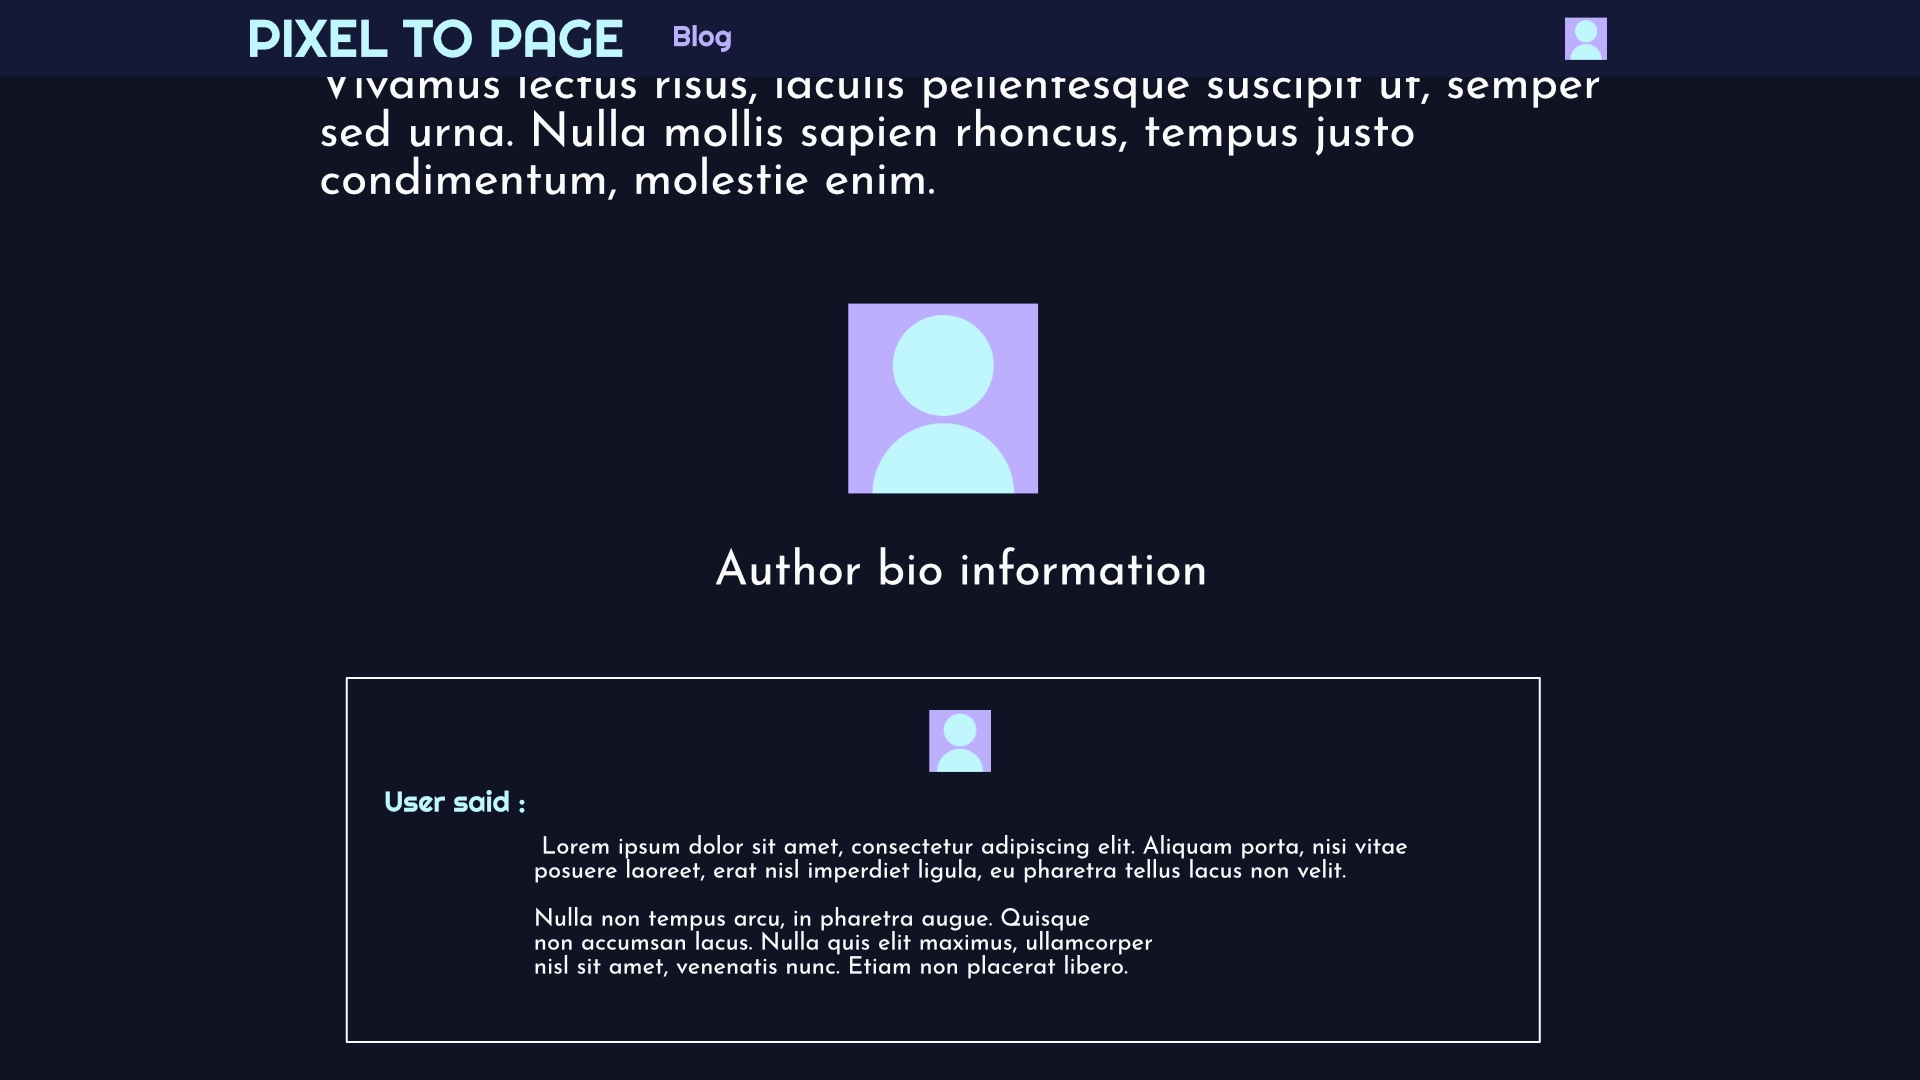 PIXEL TO PAGE Blog
Vivamus lectus risus, iaculis pellentesque suscipit ut, semper
sed urna. Nulla mollis sapien rhoncus, tempus justo
condimentum, molestie enim.
Author bio information
User said :
Lorem ipsum dolor sit amet, consectetur adipiscing elit. Aliquam porta, nisi vitae
posuere laoreet, erat nisl imperdiet ligula, eu pharetra tellus lacus non velit.
Nulla non tempus arcu, in pharetra augue. Quisque
non accumsan lacus. Nulla quis elit maximus, ullamcorper
nisl sit amet, venenatis nunc. Etiam non placerat libero.